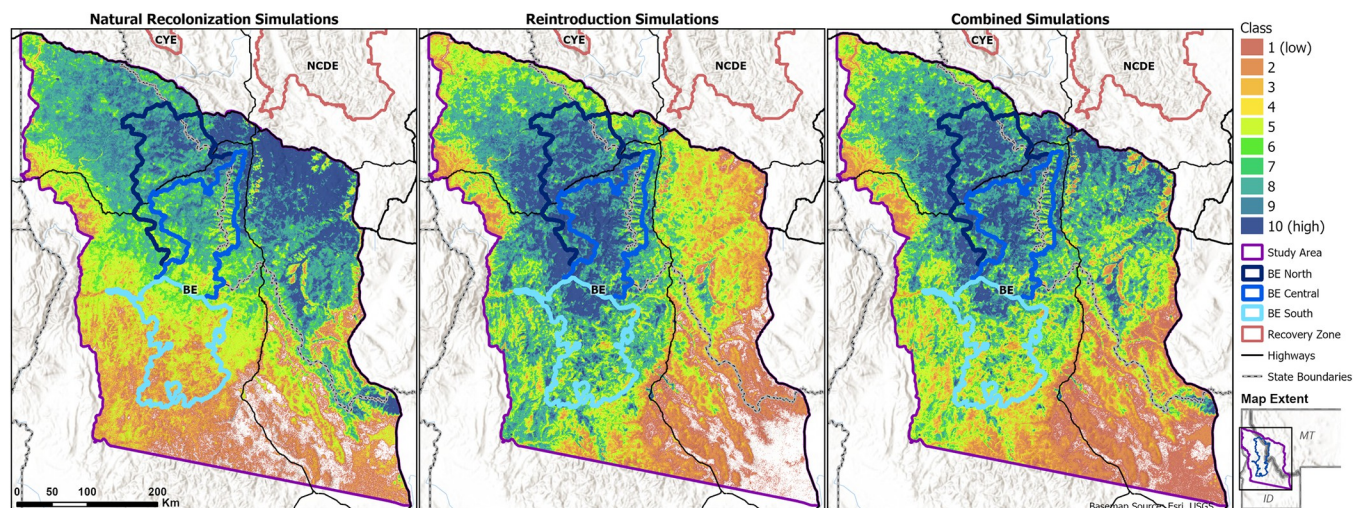 Natural Recolonization Simulations
Reintroduction Simulations
Combined Simulations
CYE
NCDE
BE
0 50 100 200
Km
CYE
NCDE
BE
CYE
NCDE
BE
Basemap Source: Esri, USGS
Class
1 (low)
2
3
4
5
6
7
8
9
10 (high)
Study Area
BE North
BE Central
BE South
Recovery Zone
Highways
State Boundaries
Map Extent
MT
ID